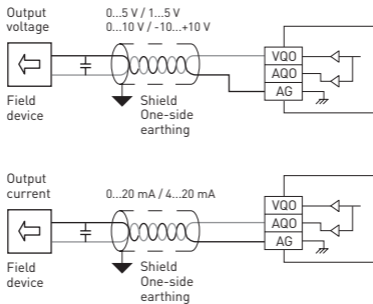 Output
voltage
0...5 V / 1...5 V
0...10 V / -10...+10 V
VQO
AQO
AG
Field
device
Shield
One-side
earthing
Output
current
0...20 mA / 4...20 mA
VQO
AQO
AG
Field
device
Shield
One-side
earthing